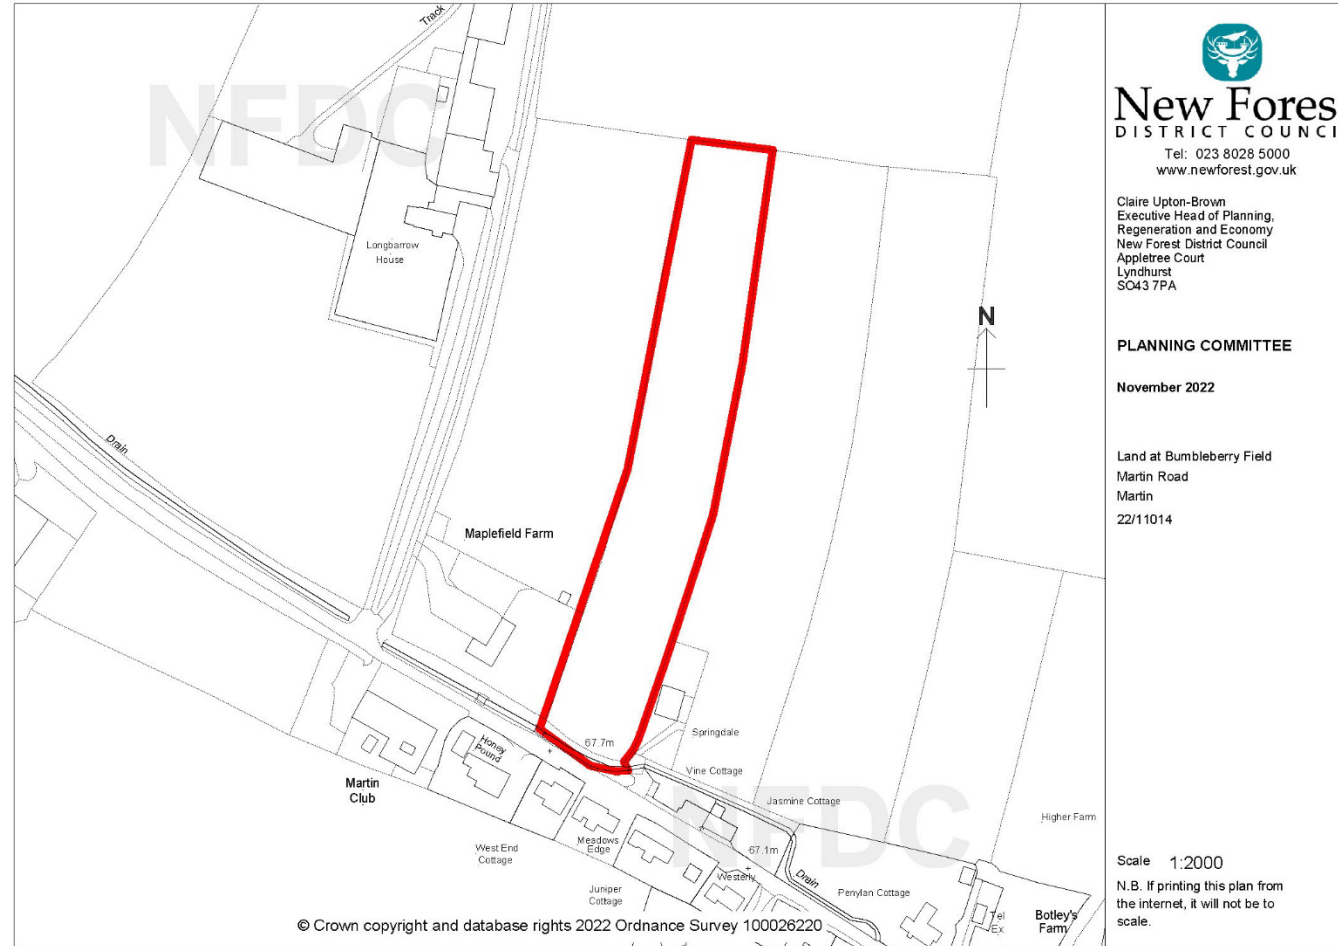 Track
NFDC
Longbarrow
House
Drain
Maplefield Farm
N
67.7m
Springdale
Vine Cottage
Honey
Pound
Martin
Club
Jasmine Cottage
NFDC
Higher Farm
West End
Cottage
Meadows
Edge
67.1m
Westerly
Drain
Juniper
Cottage
Penylan Cottage
Tel
Ex
Botley's
Farm
© Crown copyright and database rights 2022 Ordnance Survey 100026220
New Fores
DISTRICT COUNCI
Tel: 023 8028 5000
www.newforest.gov.uk
Claire Upton-Brown
Executive Head of Planning,
Regeneration and Economy
New Forest District Council
Appletree Court
Lyndhurst
SO43 7PA
PLANNING COMMITTEE
November 2022
Land at Bumbleberry Field
Martin Road
Martin
22/11014
Scale 1:2000
N.B. If printing this plan from
the internet, it will not be to
scale.